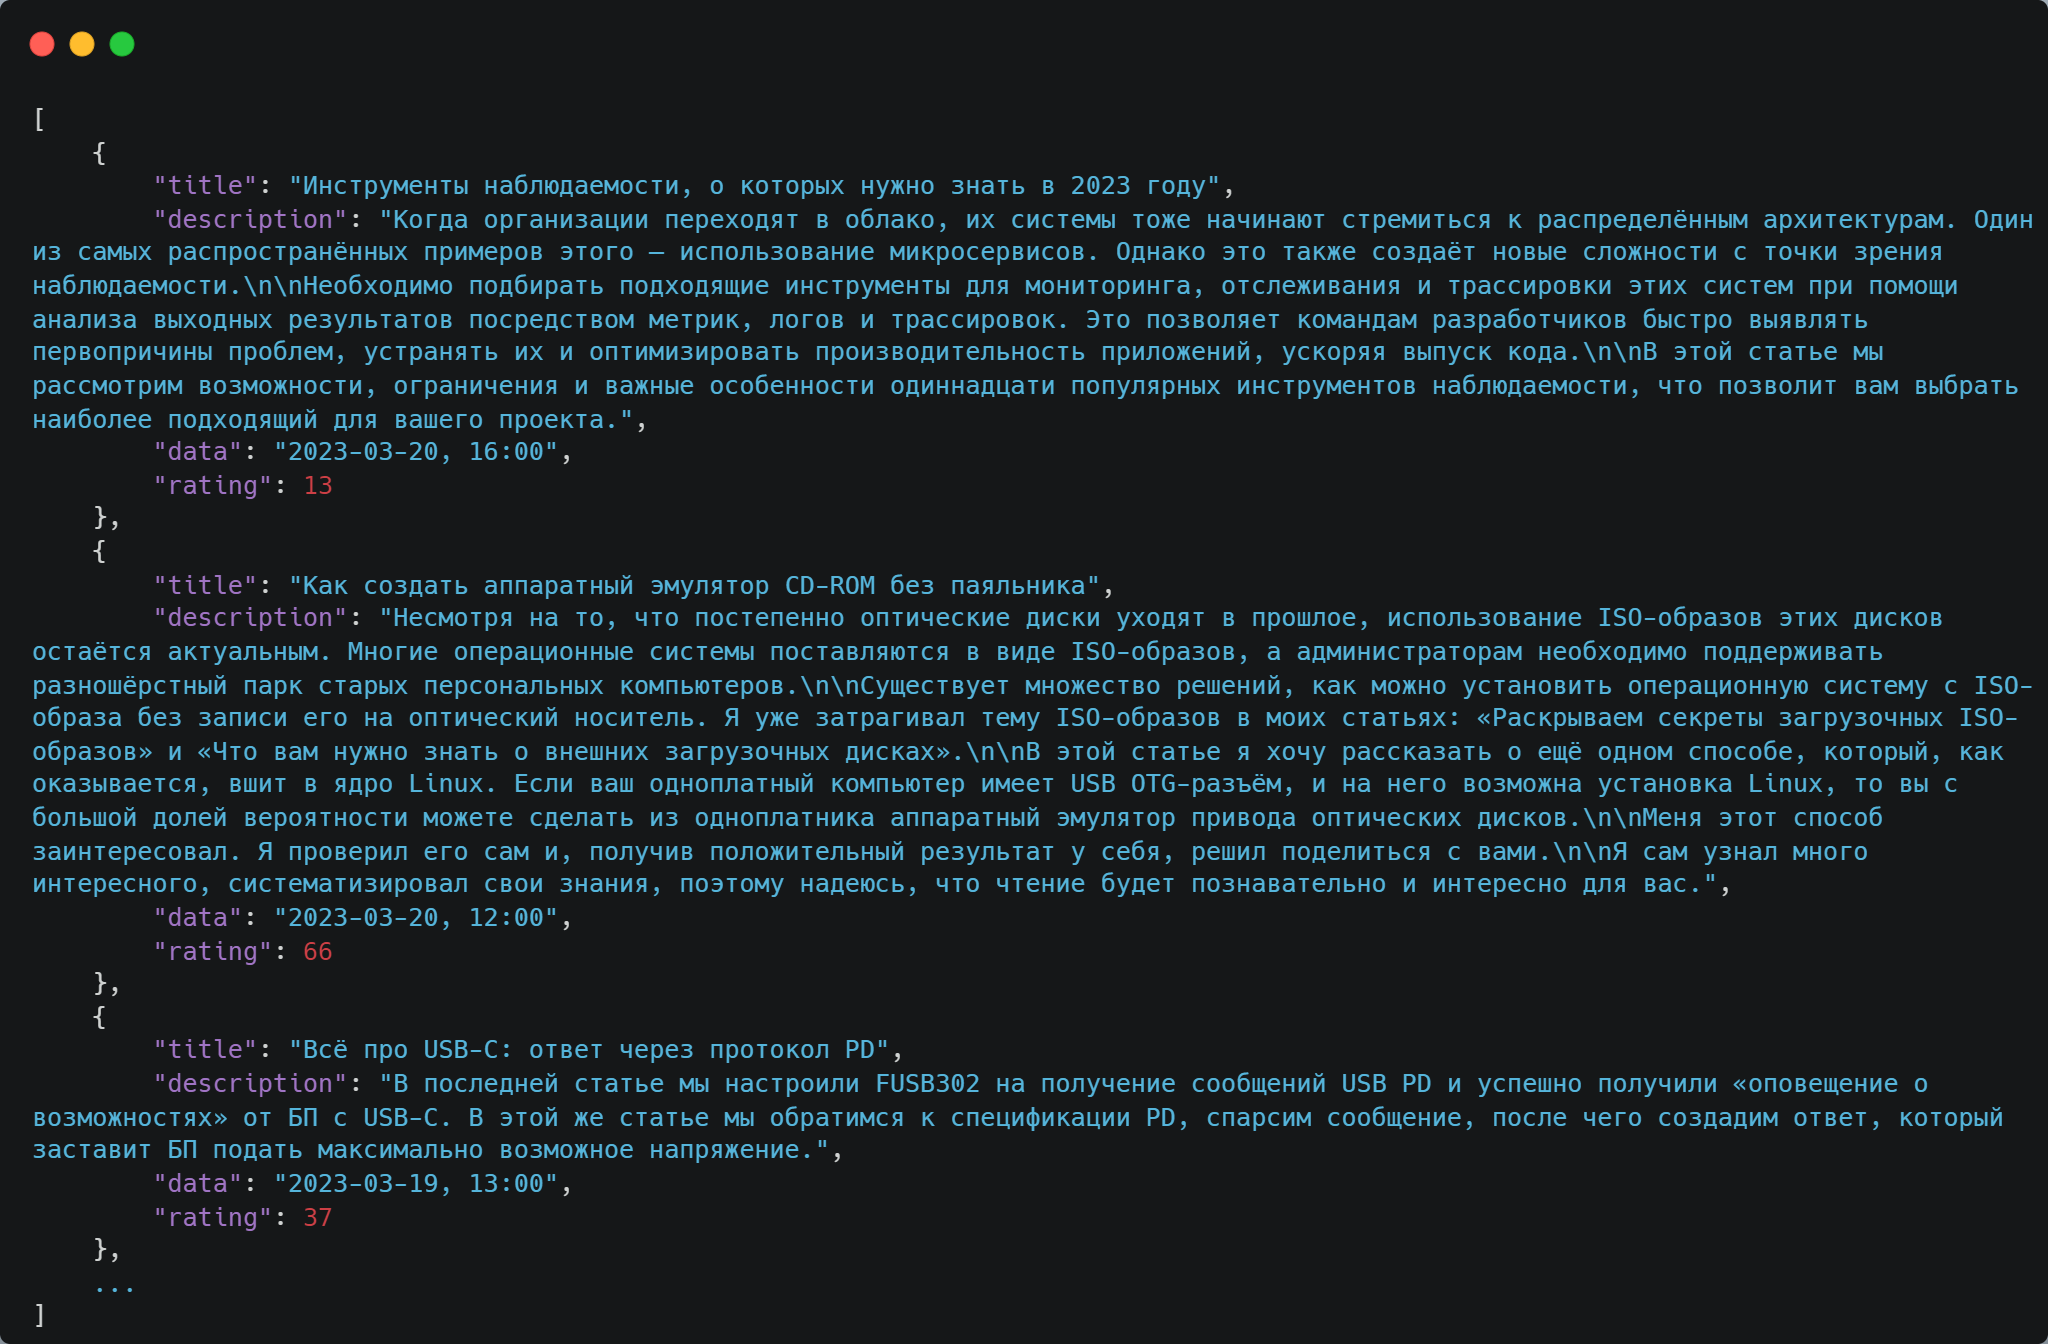 [
    {
        "title": "Инструменты наблюдаемости, о которых нужно знать в 2023 году",
        "description": "Когда организации переходят в облако, их системы тоже начинают стремиться к распределённым архитектурам. Один
из самых распространённых примеров этого — использование микросервисов. Однако это также создаёт новые сложности с точки зрения
наблюдаемости.\n\nНеобходимо подбирать подходящие инструменты для мониторинга, отслеживания и трассировки этих систем при помощи
анализа выходных результатов посредством метрик, логов и трассировок. Это позволяет командам разработчиков быстро выявлять
первопричины проблем, устранять их и оптимизировать производительность приложений, ускоряя выпуск кода.\n\nВ этой статье мы
рассмотрим возможности, ограничения и важные особенности одиннадцати популярных инструментов наблюдаемости, что позволит вам выбрать
наиболее подходящий для вашего проекта.",
        "data": "2023-03-20, 16:00",
        "rating": 13
    },
    {
        "title": "Как создать аппаратный эмулятор CD-ROM без паяльника",
        "description": "Несмотря на то, что постепенно оптические диски уходят в прошлое, использование ISO-образов этих дисков
остаётся актуальным. Многие операционные системы поставляются в виде ISO-образов, а администраторам необходимо поддерживать
разношёрстный парк старых персональных компьютеров.\n\nСуществует множество решений, как можно установить операционную систему с ISO-
образа без записи его на оптический носитель. Я уже затрагивал тему ISO-образов в моих статьях: «Раскрываем секреты загрузочных ISO-
образов» и «Что вам нужно знать о внешних загрузочных дисках».\n\nВ этой статье я хочу рассказать о ещё одном способе, который, как
оказывается, вшит в ядро Linux. Если ваш одноплатный компьютер имеет USB OTG-разъём, и на него возможна установка Linux, то вы с
большой долей вероятности можете сделать из одноплатника аппаратный эмулятор привода оптических дисков.\n\nМеня этот способ
заинтересовал. Я проверил его сам и, получив положительный результат у себя, решил поделиться с вами.\n\nЯ сам узнал много
интересного, систематизировал свои знания, поэтому надеюсь, что чтение будет познавательно и интересно для вас.",
        "data": "2023-03-20, 12:00",
        "rating": 66
    },
    {
        "title": "Всё про USB-C: ответ через протокол PD",
        "description": "В последней статье мы настроили FUSB302 на получение сообщений USB PD и успешно получили «оповещение о
возможностях» от БП с USB-C. В этой же статье мы обратимся к спецификации PD, спарсим сообщение, после чего создадим ответ, который
заставит БП подать максимально возможное напряжение.",
        "data": "2023-03-19, 13:00",
        "rating": 37
    },
    ...
]